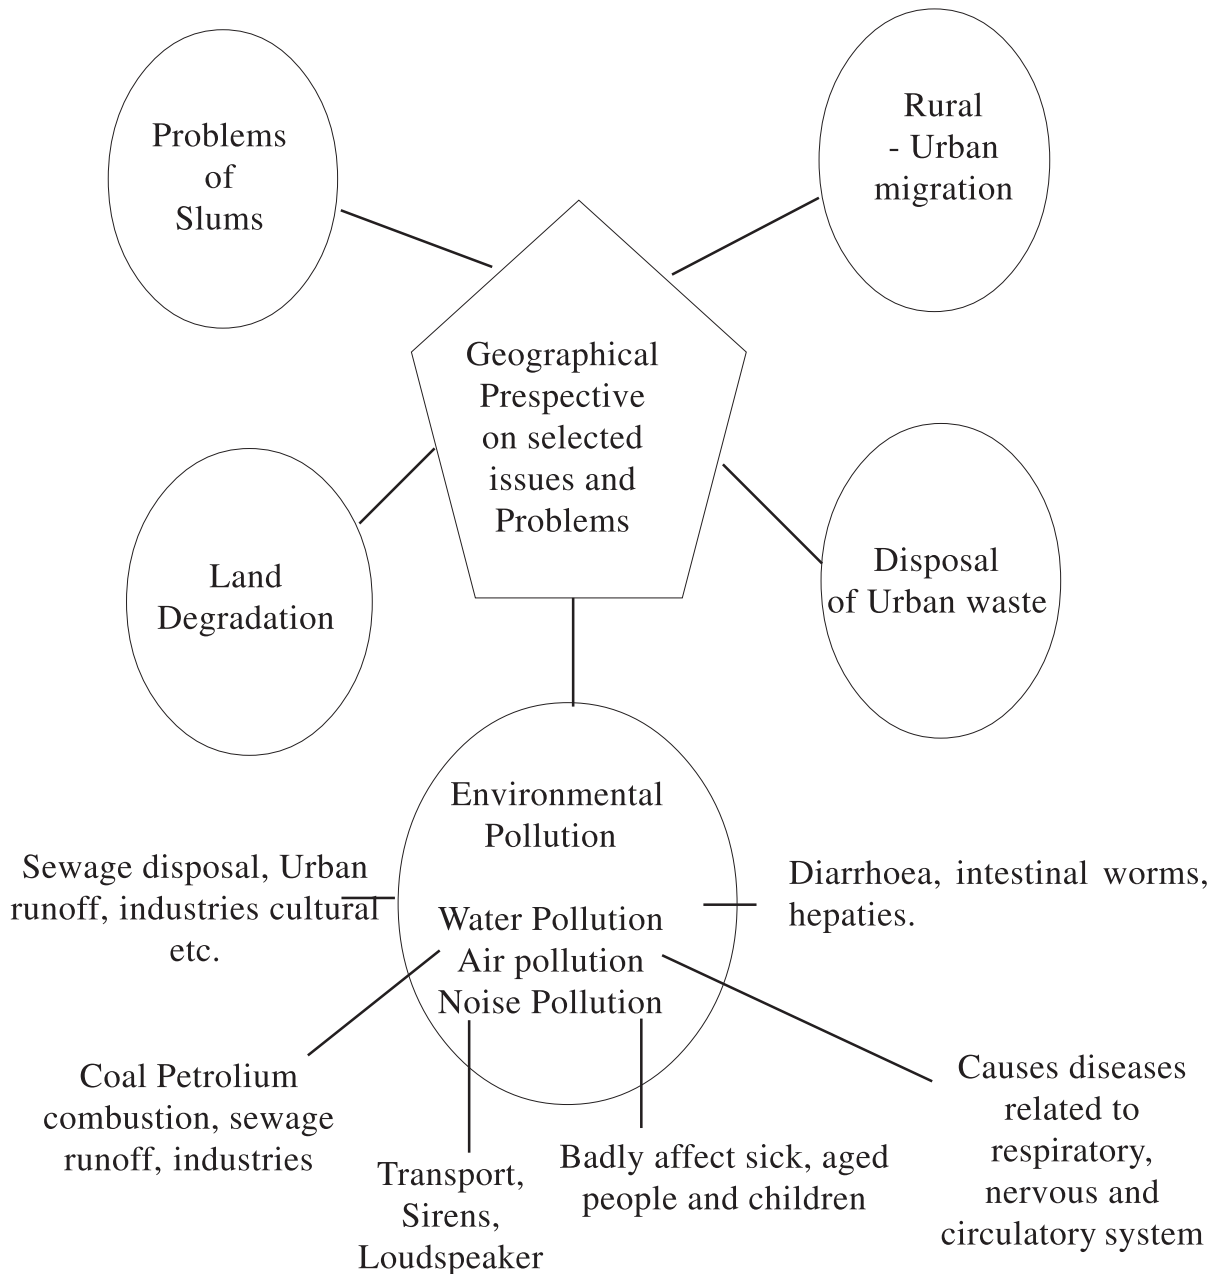 Problems
of
Slums
Rural
- Urban
migration
Geographical
Prespective
on selected
issues and
Problems
Land
Degradation
Disposal
of Urban waste
Environmental
Pollution
Sewage disposal, Urban
runoff, industries cultural
etc.
Diarrhoea, intestinal worms,
hepaties.
Water Pollution
Air pollution
Noise Pollution
Coal Petrolium
combustion, sewage
runoff, industries
Transport,
Sirens,
Loudspeaker
Badly affect sick, aged
people and children
Causes diseases
related to
respiratory,
nervous and
circulatory system